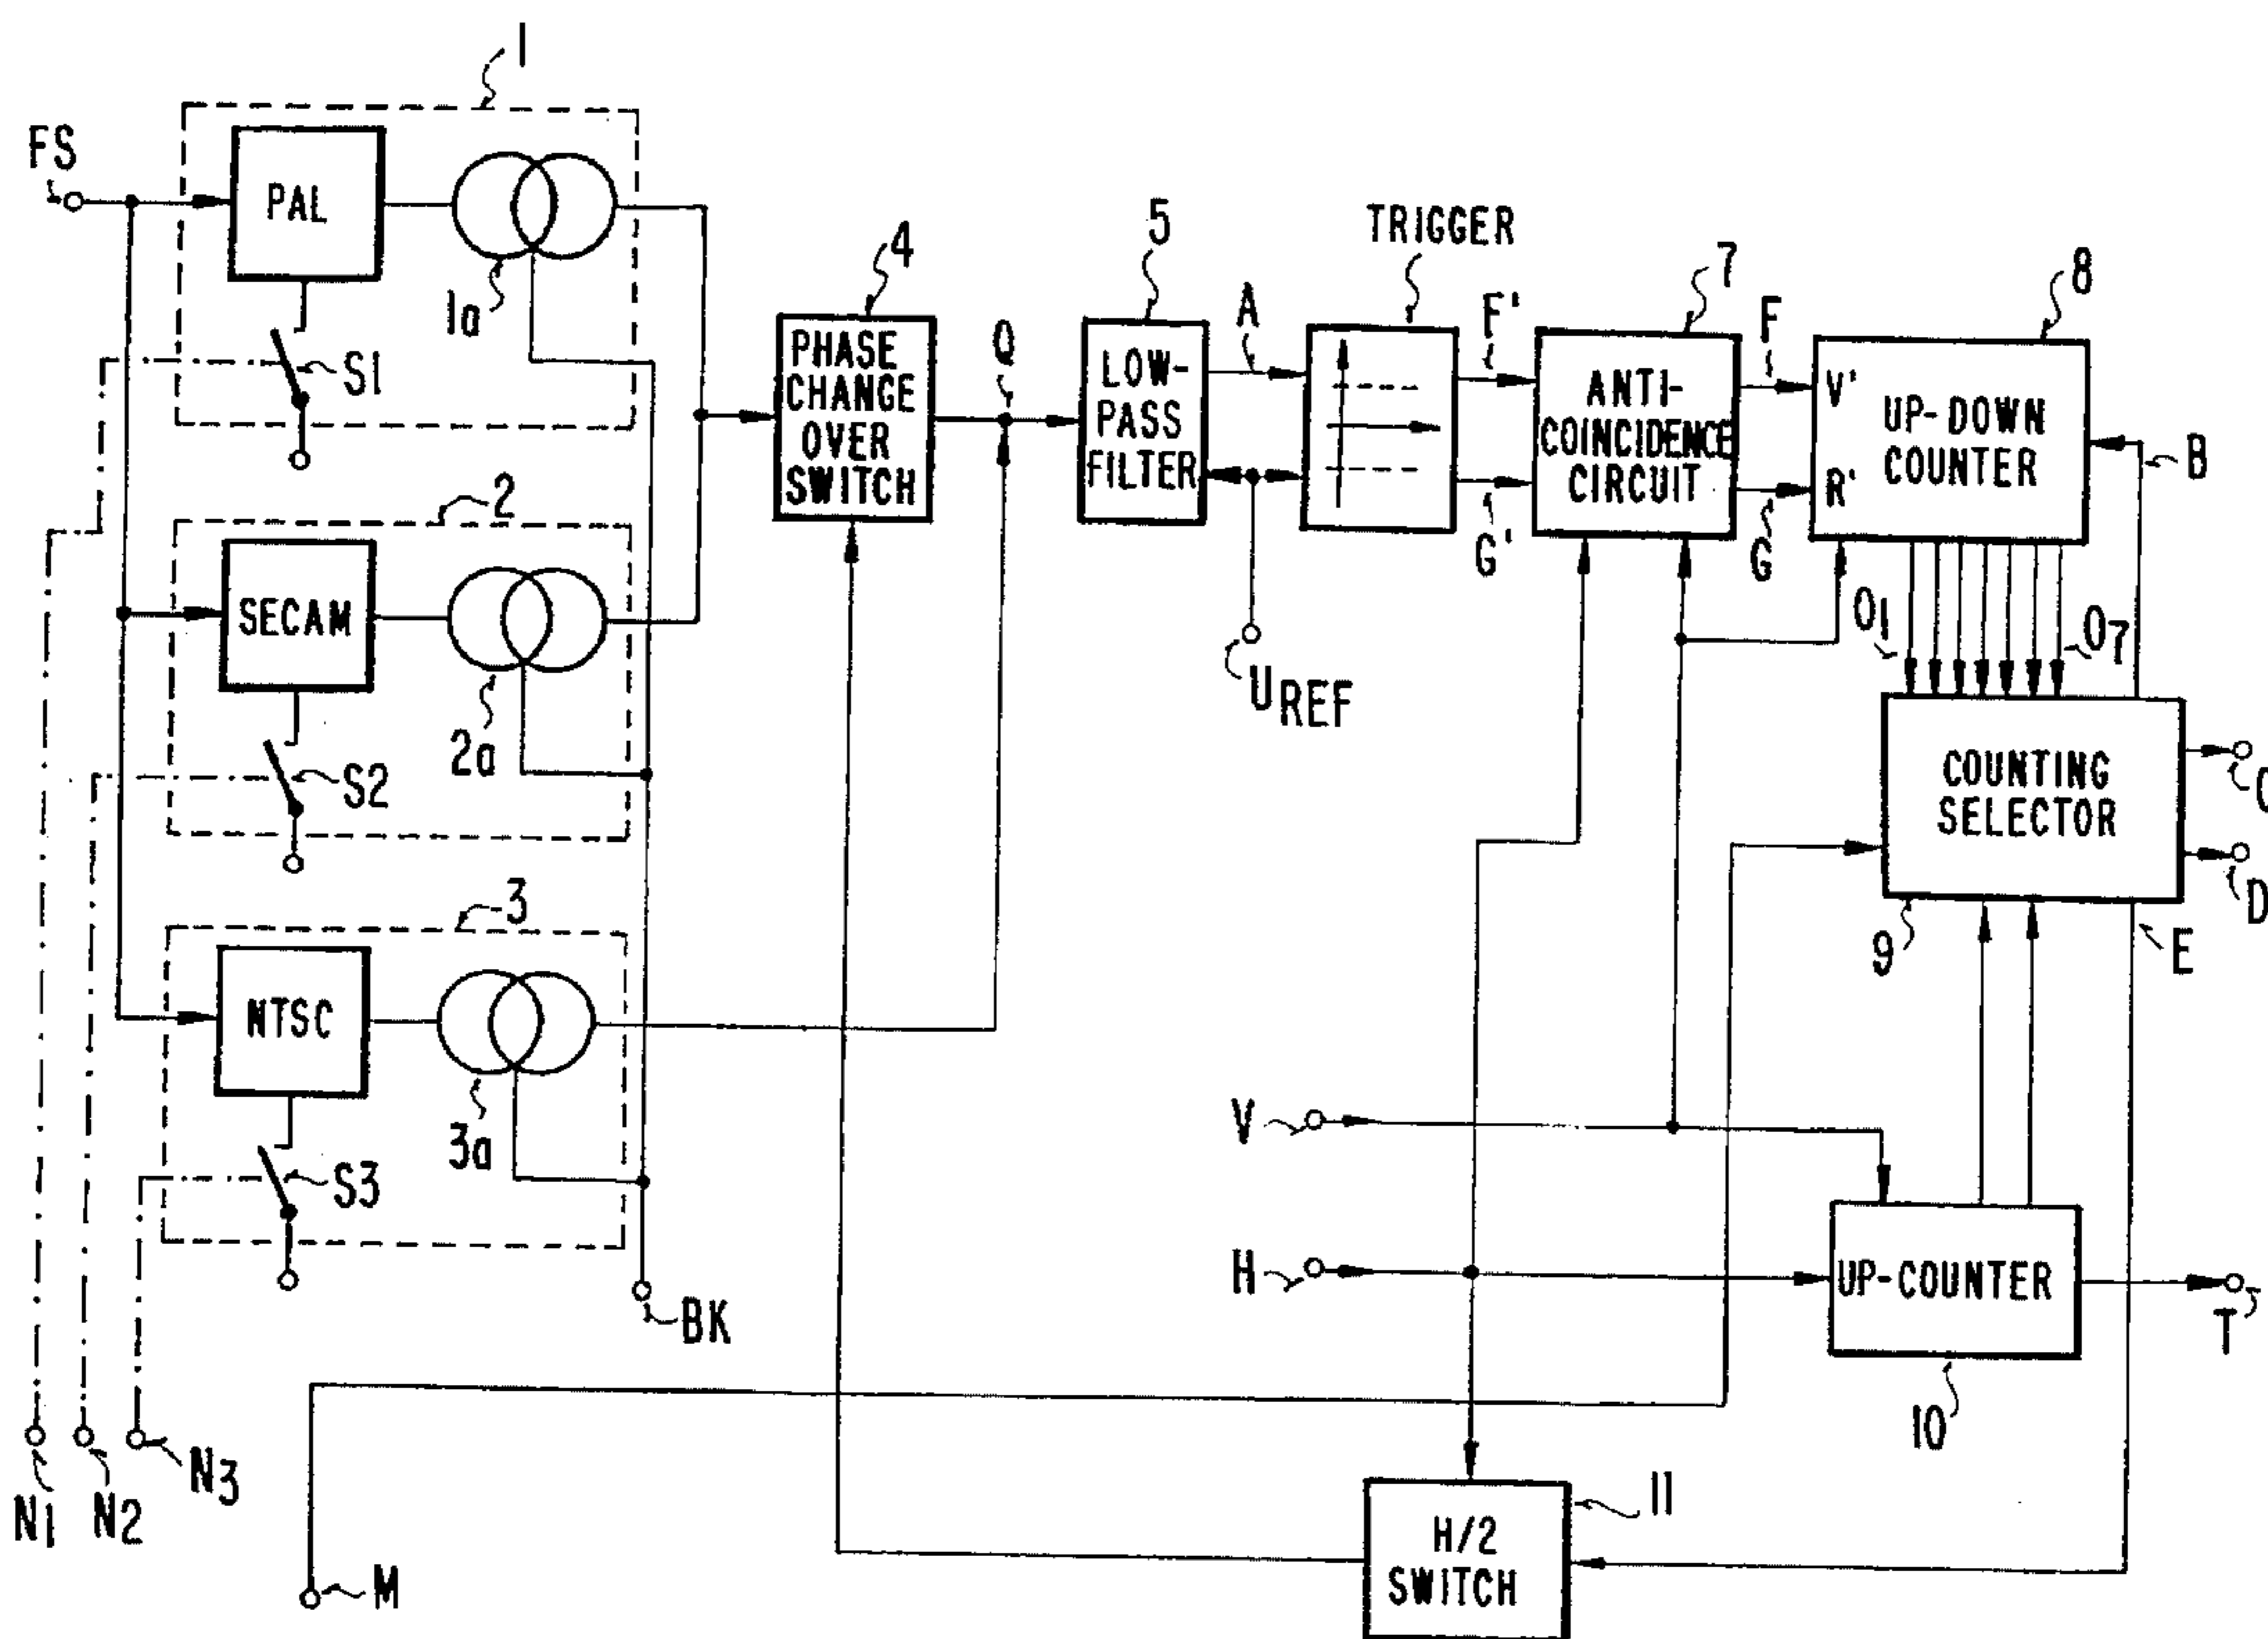 1
FS
PAL
1a
S1
2
SECAM
2a
S2
3
NTSC
3a
S3
BK
N1
N2
N3
M
4
PHASE
CHANGE
OVER
SWITCH
Q
5
LOW-
PASS
FILTER
A
UREF
TRIGGER
F'
G'
7
ANTI-
COINCIDENCE
CIRCUIT
F
G
8
V'
R'
UP-DOWN
COUNTER
B
O1
O7
COUNTING
SELECTOR
C
D
9
E
V
H
UP-COUNTER
T
10
11
H/2
SWITCH